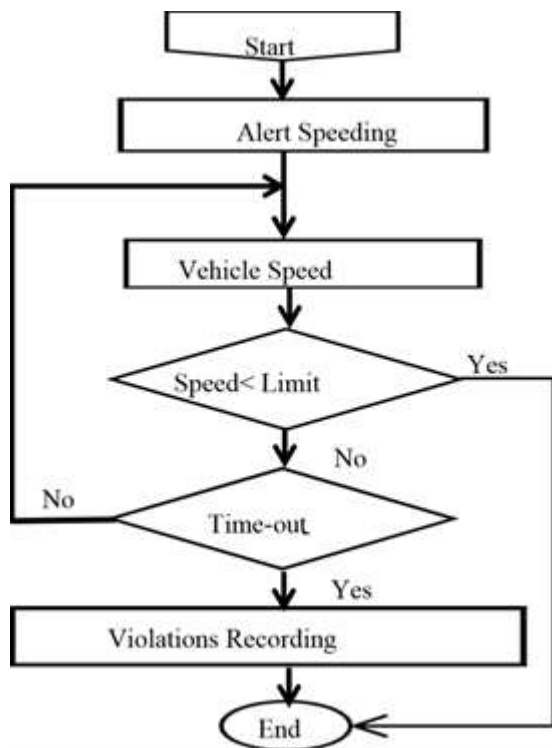 Start
Alert Speeding
Vehicle Speed
Speed< Limit
Yes
No
No
Time-out
Yes
Violations Recording
End